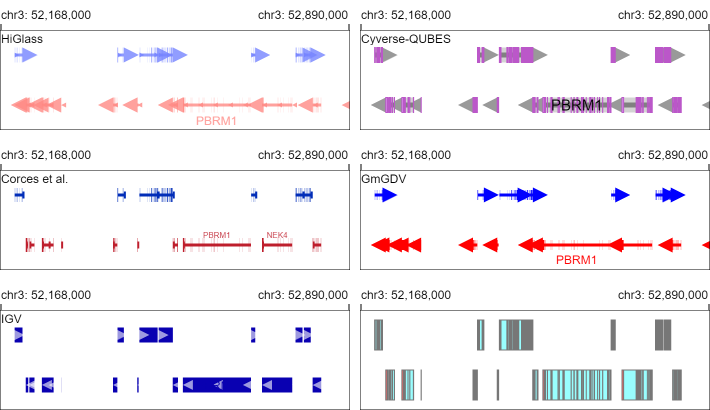 chr3: 52,168,000 chr3: 52,890,000 chr3: 52,168,000 chr3: 52,890,000
HiGlass Cyverse-QUBES
PBRM1
PBRM1
chr3: 52,168,000 chr3: 52,890,000 chr3: 52,168,000 chr3: 52,890,000
Corces et al. GmGDV
PBRM1 NEK4
PBRM1
chr3: 52,168,000 chr3: 52,890,000 chr3: 52,168,000 chr3: 52,890,000
IGV